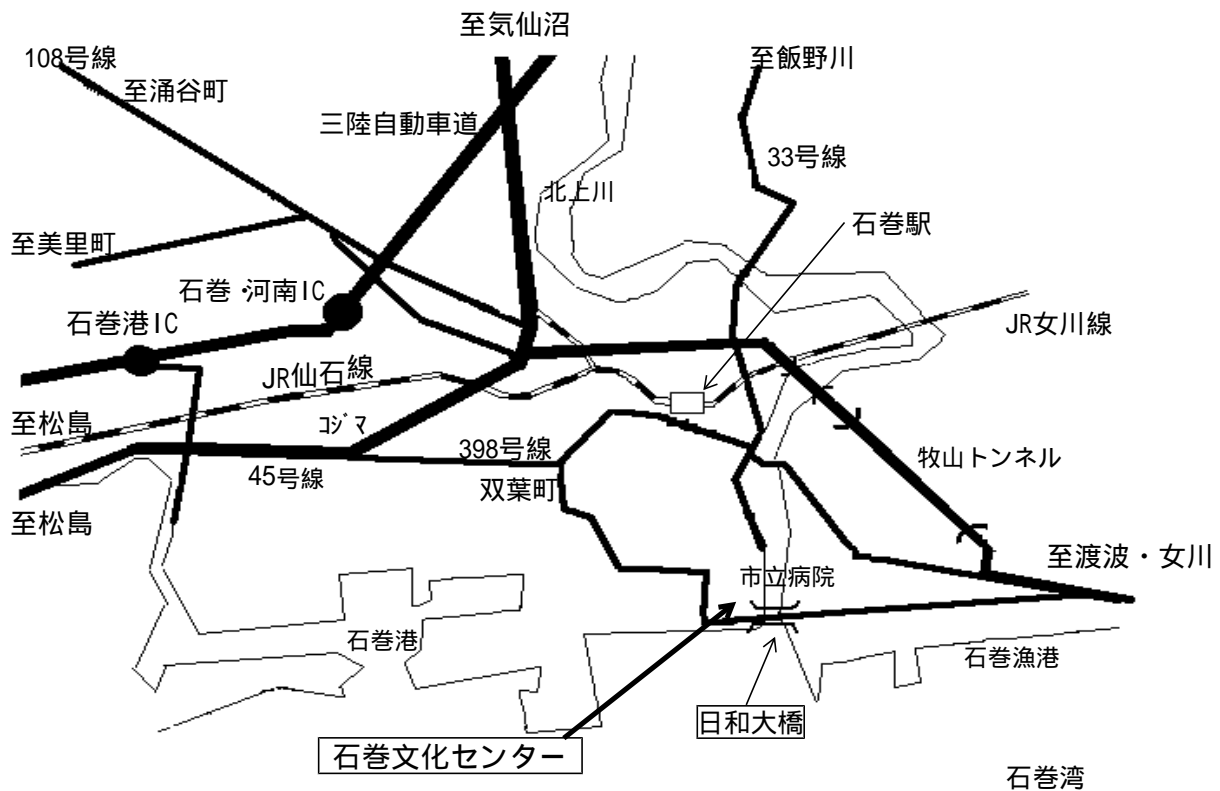 至気仙沼
108号線
至飯野川
至涌谷町
三陸自動車道
33号線
北上川
石巻駅
至美里町
石巻・河南IC
石巻港IC
JR女川線
JR仙石線
至松島
コジマ
398号線
牧山トンネル
45号線
双葉町
至松島
至渡波・女川
市立病院
石巻港
石巻漁港
日和大橋
石巻文化センター
石巻湾